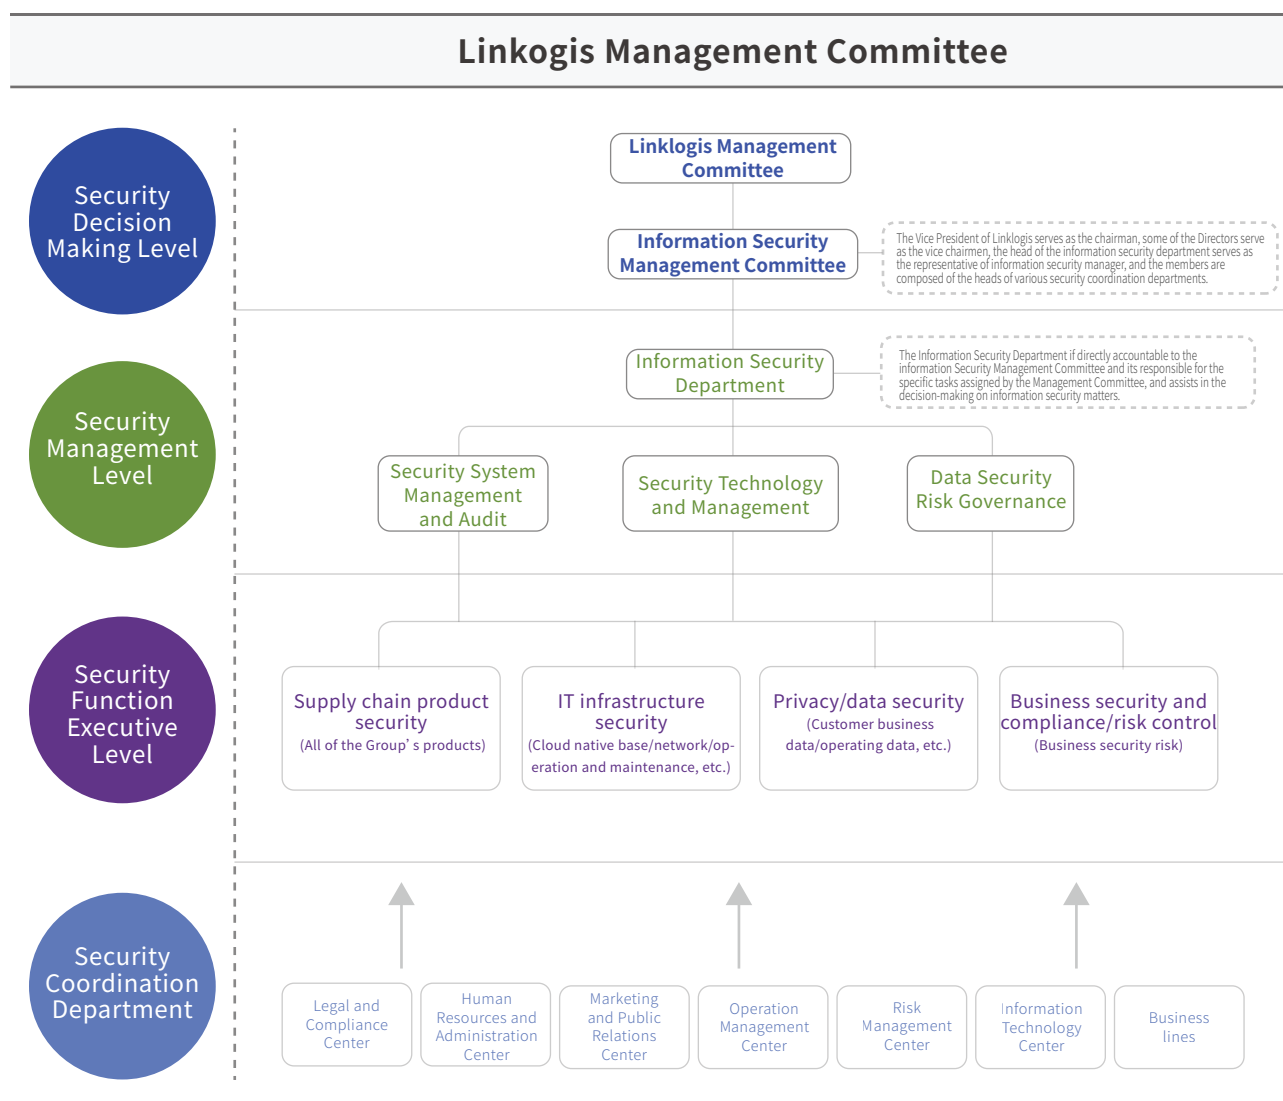 Linkogis Management Committee
Security
Decision
Making Level
Linklogis Management
Committee
Information Security
Management Committee
The Vice President of Linklogis serves as the chairman, some of the Directors serve
as the vice chairmen, the head of the information security department serves as
the representative of information security manager, and the members are
composed of the heads of various security coordination departments.
Security
Management
Level
Information Security
Department
The Information Security Department if directly accountable to the
information Security Management Committee and its responsible for the
specific tasks assigned by the Management Committee, and assists in the
decision-making on information security matters.
Security System
Management
and Audit
Security Technology
and Management
Data Security
Risk Governance
Security
Function
Executive
Level
Supply chain product
security
(All of the Group's products)
IT infrastructure
security
(Cloud native base/network/op-
eration and maintenance, etc.)
Privacy/data security
(Customer business
data/operating data, etc.)
Business security and
compliance/risk control
(Business security risk)
Security
Coordination
Department
Legal and
Compliance
Center
Human
Resources and
Administration
Center
Marketing
and Public
Relations
Center
Operation
Management
Center
Risk
Management
Center
Information
Technology
Center
Business
lines